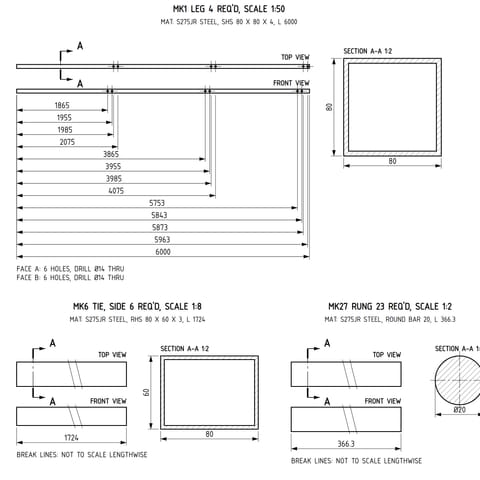 MK1 LEG 4 REQ'D, SCALE 1:50
MAT. S275JR STEEL, SHS 80 X 80 X 4, L 6000
A
TOP VIEW
SECTION A-A 1:2
A
FRONT VIEW
80
80
1865
1955
1985
2075
3865
3955
3985
4075
5753
5843
5873
5963
6000
FACE A: 6 HOLES, DRILL Ø14 THRU
FACE B: 6 HOLES, DRILL Ø14 THRU
MK6 TIE, SIDE 6 REQ'D, SCALE 1:8
MAT. S275JR STEEL, RHS 80 X 60 X 3, L 1724
A
TOP VIEW
SECTION A-A 1:2
A
FRONT VIEW
60
80
1724
BREAK LINES: NOT TO SCALE LENGTHWISE
MK27 RUNG 23 REQ'D, SCALE 1:2
MAT. S275JR STEEL, ROUND BAR 20, L 366.3
A
TOP VIEW
SECTION A-A
A
FRONT VIEW
Ø20
366.3
BREAK LINES: NOT TO SCALE LENGTHWISE